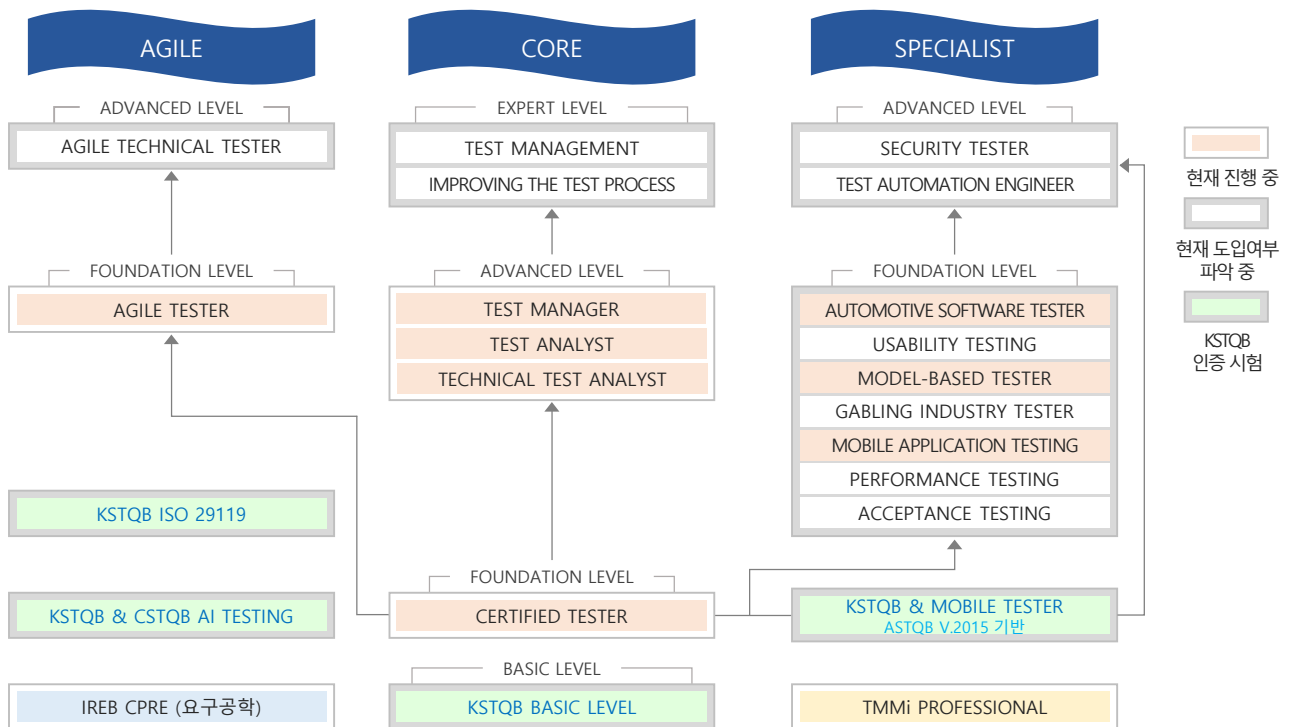 AGILE
CORE
SPECIALIST
ADVANCED LEVEL
AGILE TECHNICAL TESTER
FOUNDATION LEVEL
AGILE TESTER
KSTQB ISO 29119
KSTQB & CSTQB AI TESTING
IREB CPRE (요구공학)
EXPERT LEVEL
TEST MANAGEMENT
IMPROVING THE TEST PROCESS
ADVANCED LEVEL
TEST MANAGER
TEST ANALYST
TECHNICAL TEST ANALYST
FOUNDATION LEVEL
CERTIFIED TESTER
BASIC LEVEL
KSTQB BASIC LEVEL
ADVANCED LEVEL
SECURITY TESTER
TEST AUTOMATION ENGINEER
FOUNDATION LEVEL
AUTOMOTIVE SOFTWARE TESTER
USABILITY TESTING
MODEL-BASED TESTER
GABLING INDUSTRY TESTER
MOBILE APPLICATION TESTING
PERFORMANCE TESTING
ACCEPTANCE TESTING
KSTQB & MOBILE TESTER
ASTQB V.2015 기반
TMMi PROFESSIONAL
현재 진행 중
현재 도입여부
파악 중
KSTQB
인증 시험